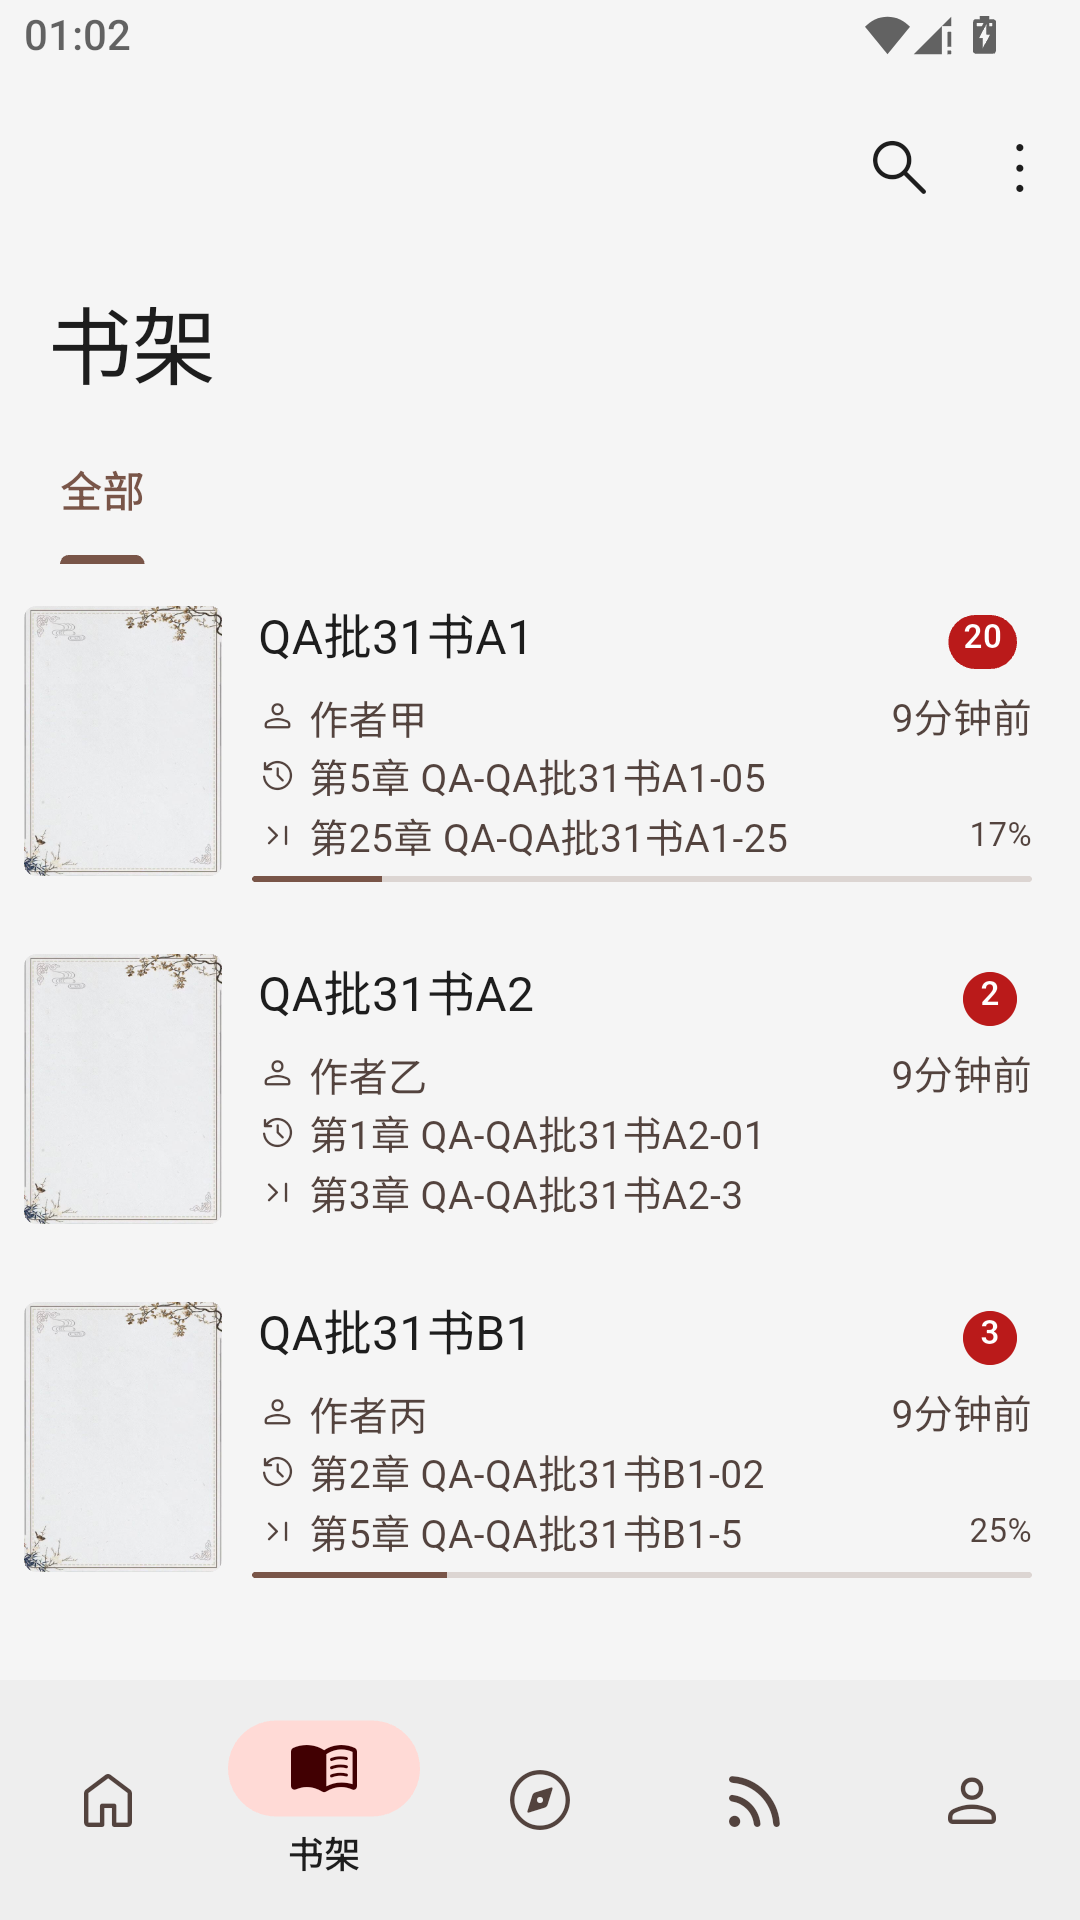 01:02
书架
全部
QA批31书A1
20
作者甲
9分钟前
第5章 QA-QA批31书A1-05
第25章 QA-QA批31书A1-25
17%
QA批31书A2
2
作者乙
9分钟前
第1章 QA-QA批31书A2-01
第3章 QA-QA批31书A2-3
QA批31书B1
3
作者丙
9分钟前
第2章 QA-QA批31书B1-02
第5章 QA-QA批31书B1-5
25%
书架